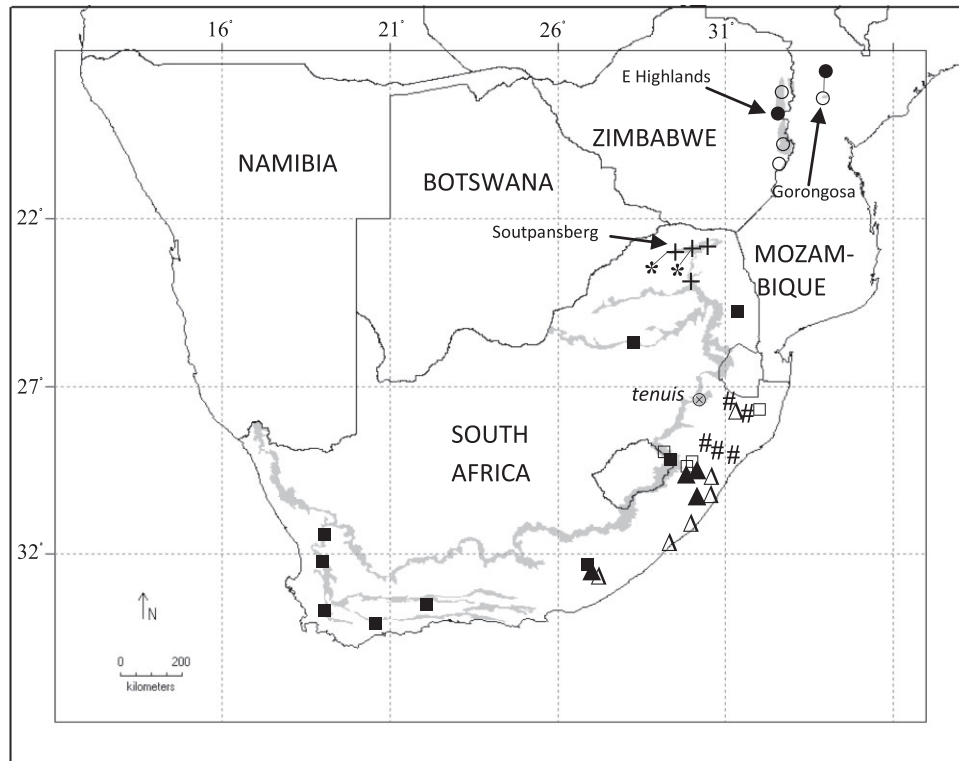 16° 21° 26° 31°
E Highlands
ZIMBABWE
NAMIBIA
BOTSWANA
Gorongosa
22°
Soutpansberg
MOZAM-
BIQUE
27°
tenuis
SOUTH
AFRICA
32°
N
0 200
kilometers